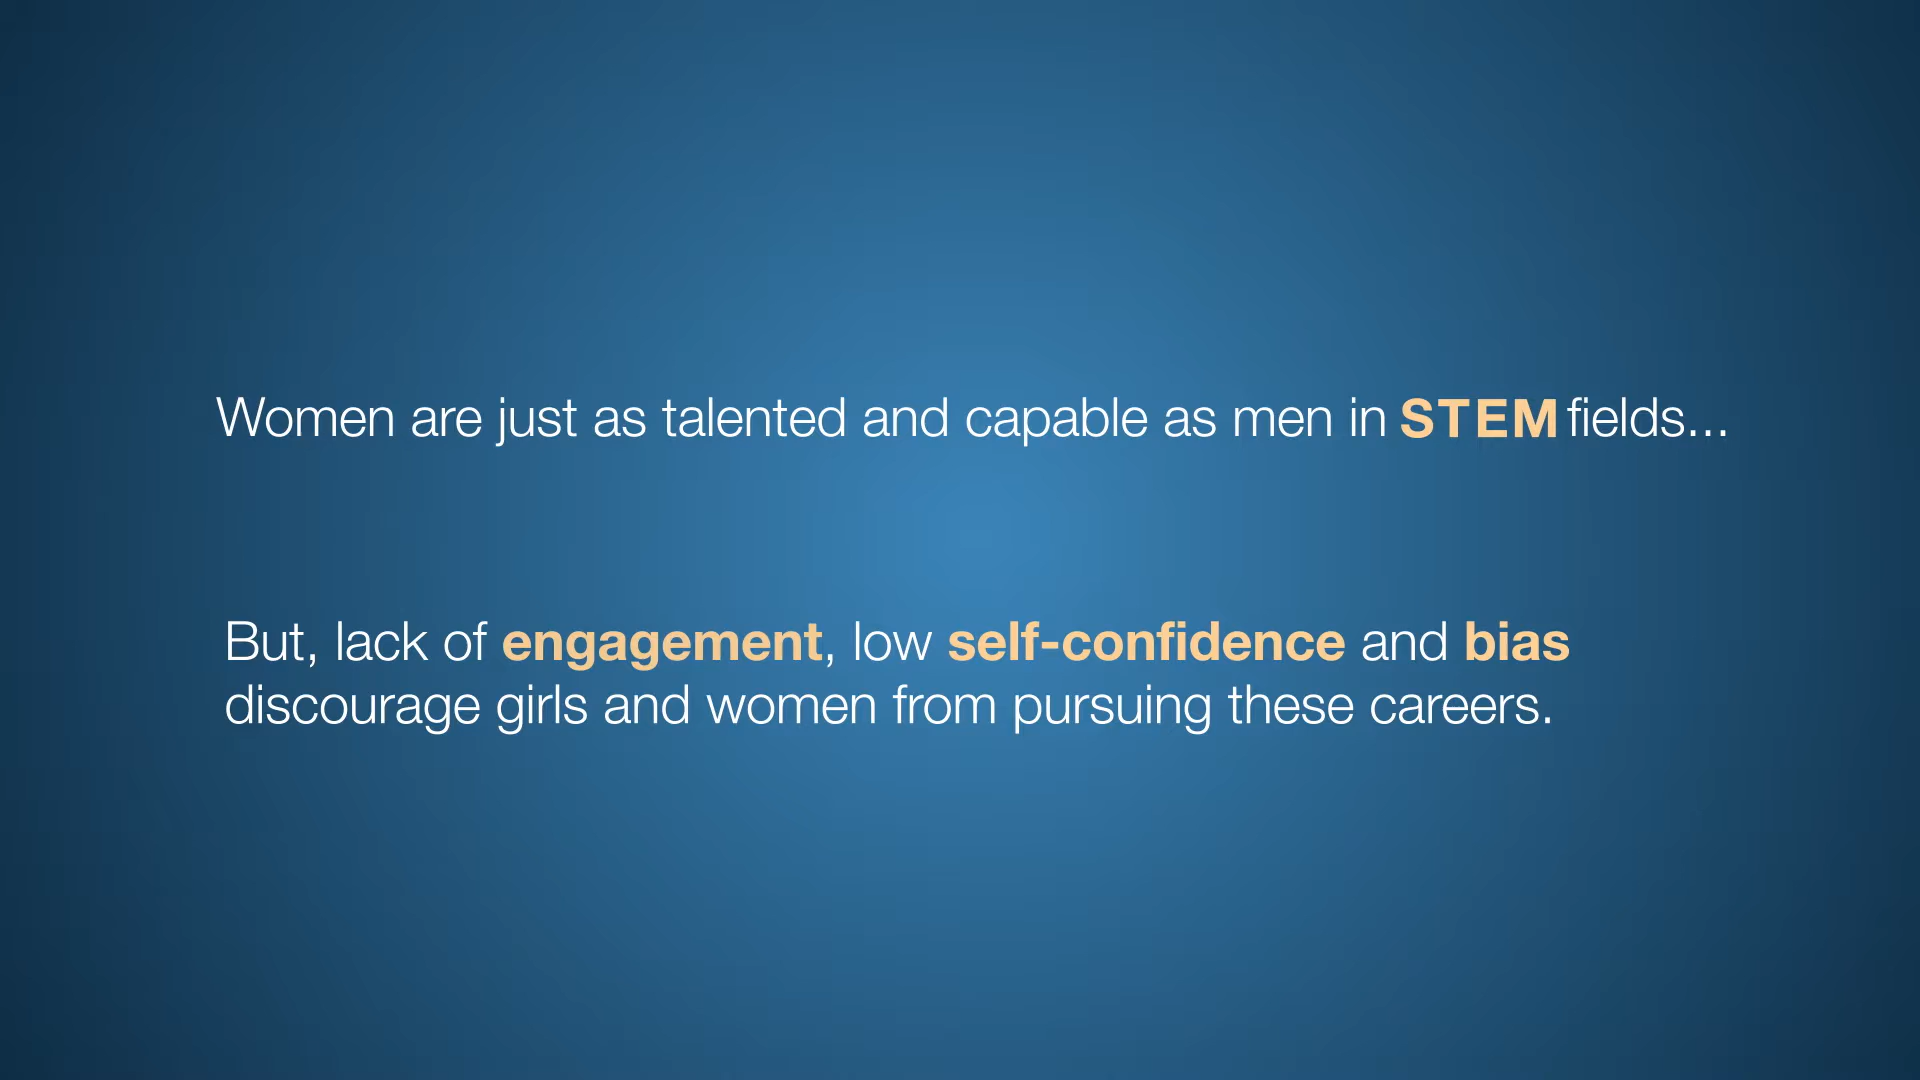 Women are just as talented and capable as men in STEM fields...
But, lack of engagement, low self-confidence and bias
discourage girls and women from pursuing these careers.